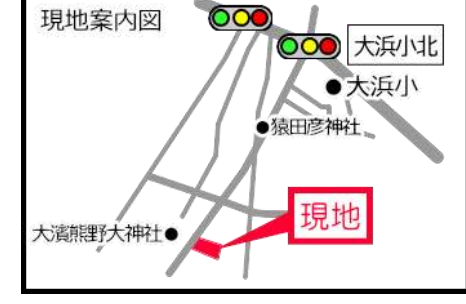 現地案内図
大浜小北
大浜小
猿田彦神社
現地
大濱熊野大神社